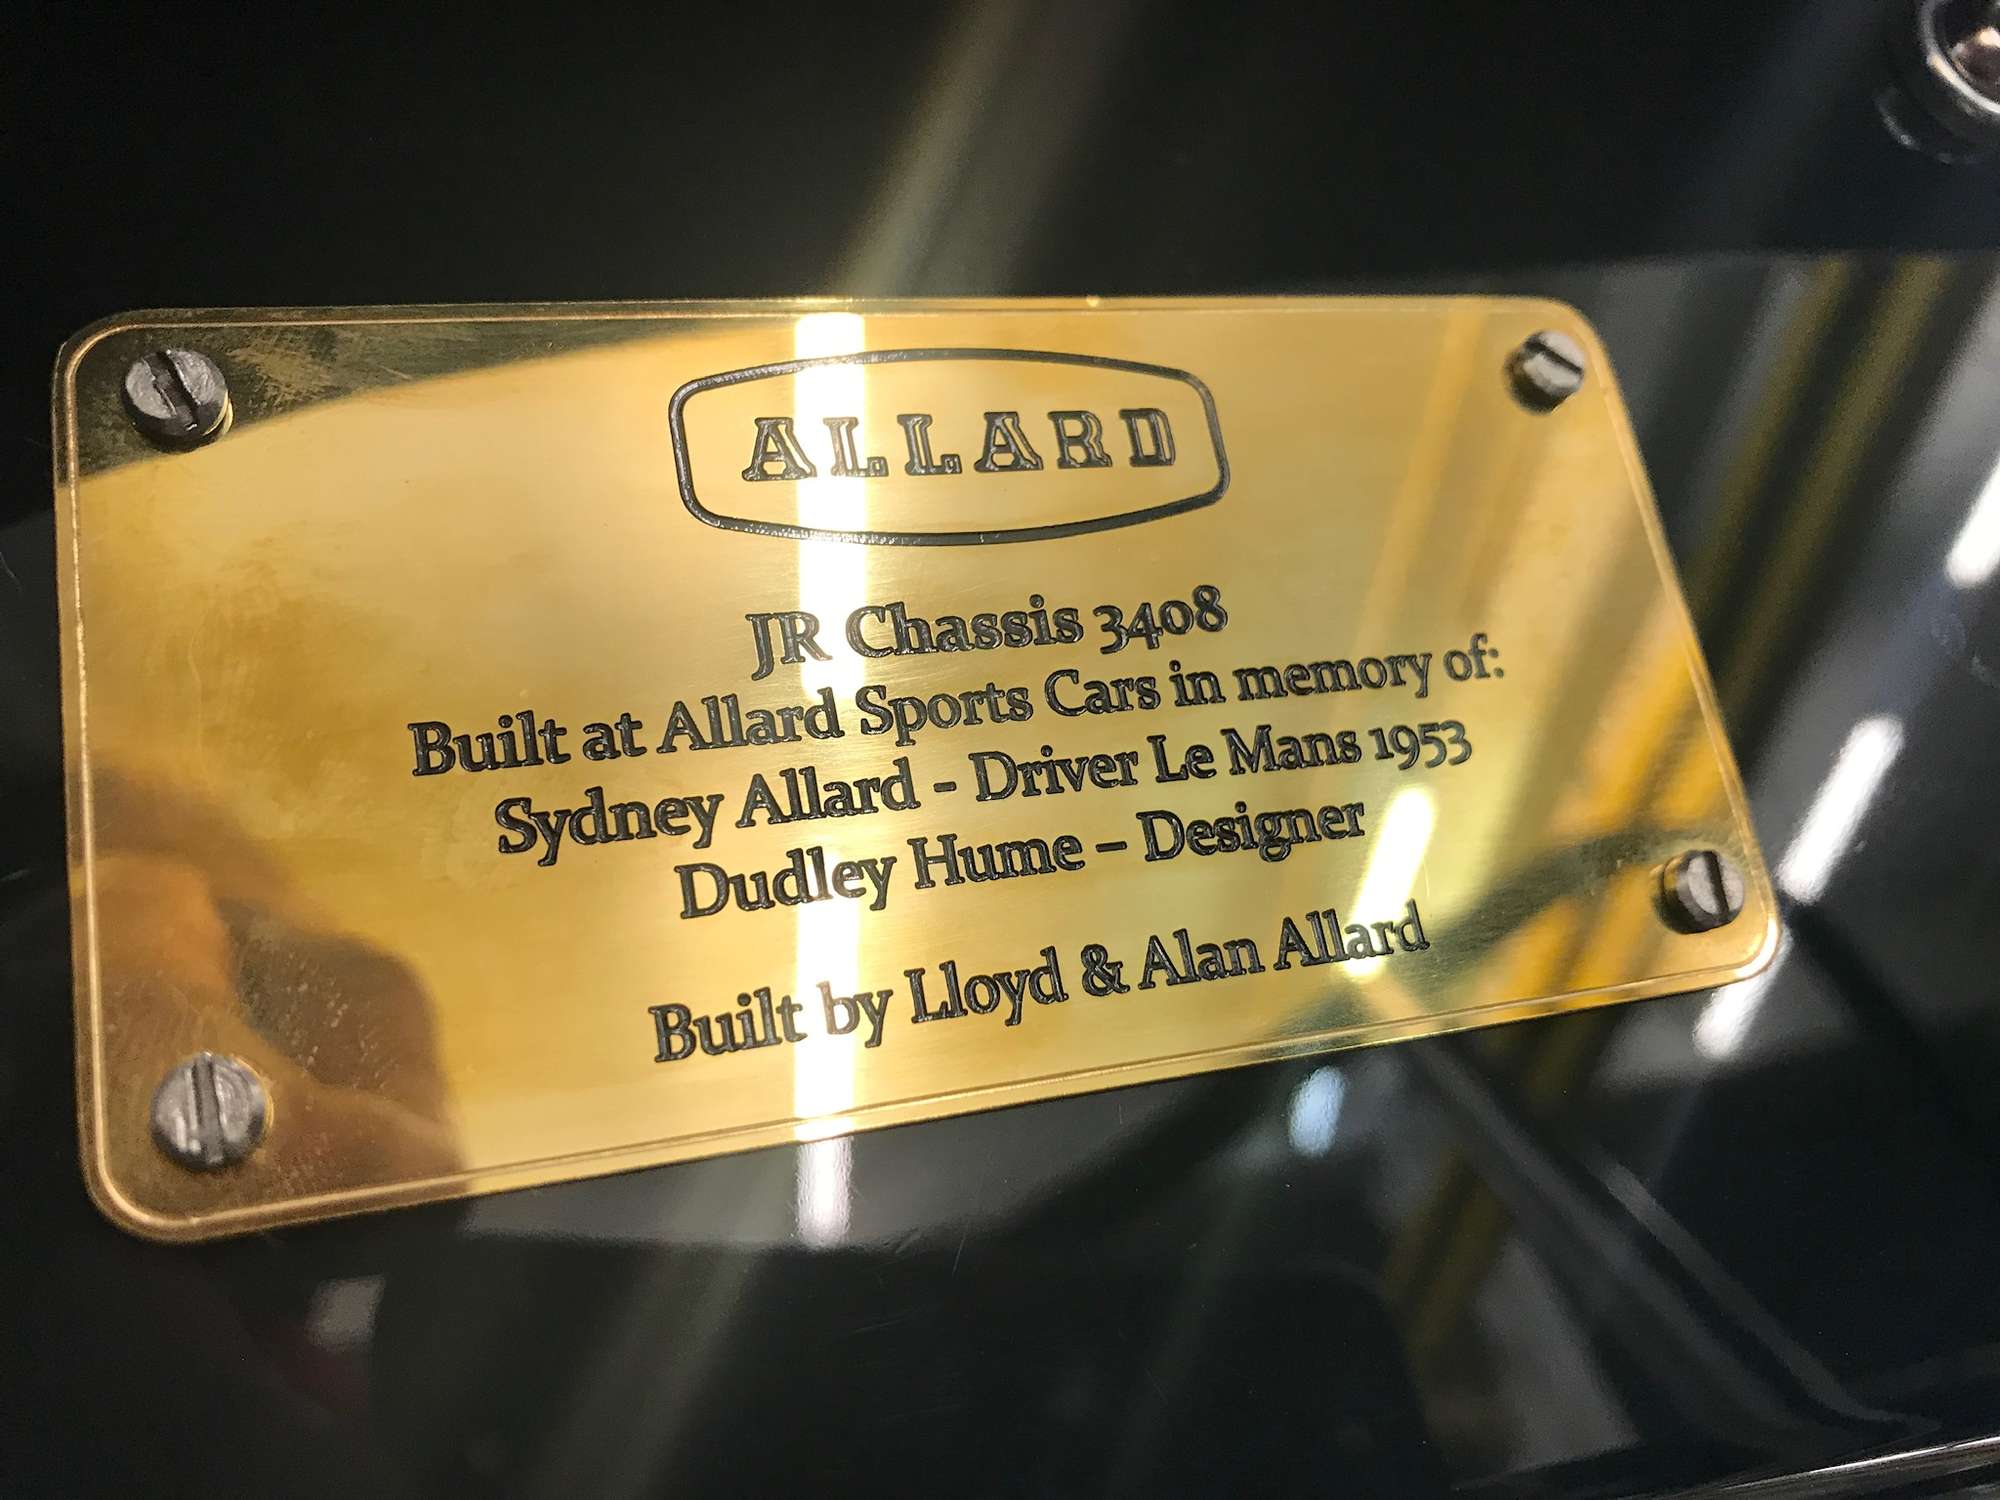 ALLARD
JR Chassis 3408
Built at Allard Sports Cars in memory of:
Sydney Allard - Driver Le Mans 1953
Dudley Hume – Designer
Built by Lloyd & Alan Allard